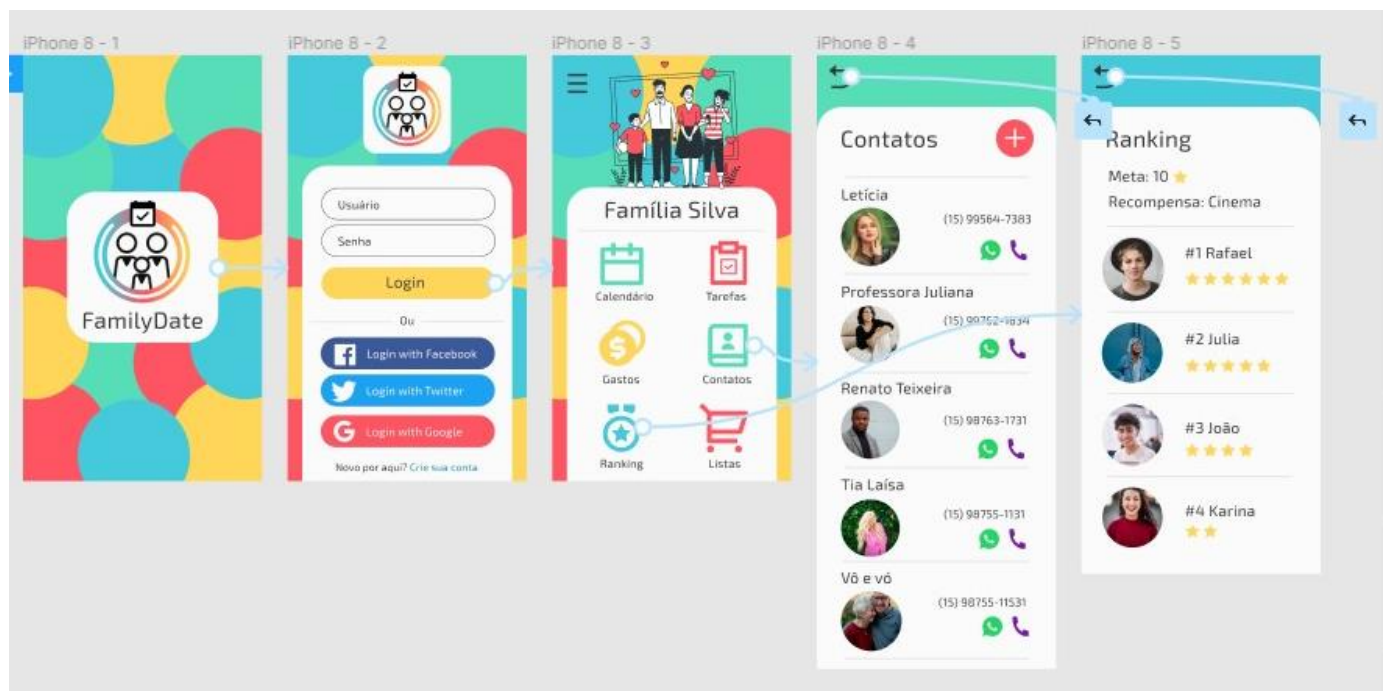 iPhone 8 - 1
FamilyDate
iPhone 8 - 2
Usuário
Senha
Login
Ou
Login with Facebook
Login with Twitter
Login with Google
Novo por aqui? Crie sua conta
iPhone 8 - 3
Família Silva
Calendário
Tarefas
Gastos
Contatos
Ranking
Listas
iPhone 8 - 4
Contatos
Letícia
(15) 99564-7383
Professora Juliana
(15) 99752-1834
Renato Teixeira
(15) 98763-1731
Tia Laísa
(15) 98755-1131
Vô e vó
(15) 98755-11531
iPhone 8 - 5
Ranking
Meta: 10
Recompensa: Cinema
#1 Rafael
#2 Julia
#3 João
#4 Karina